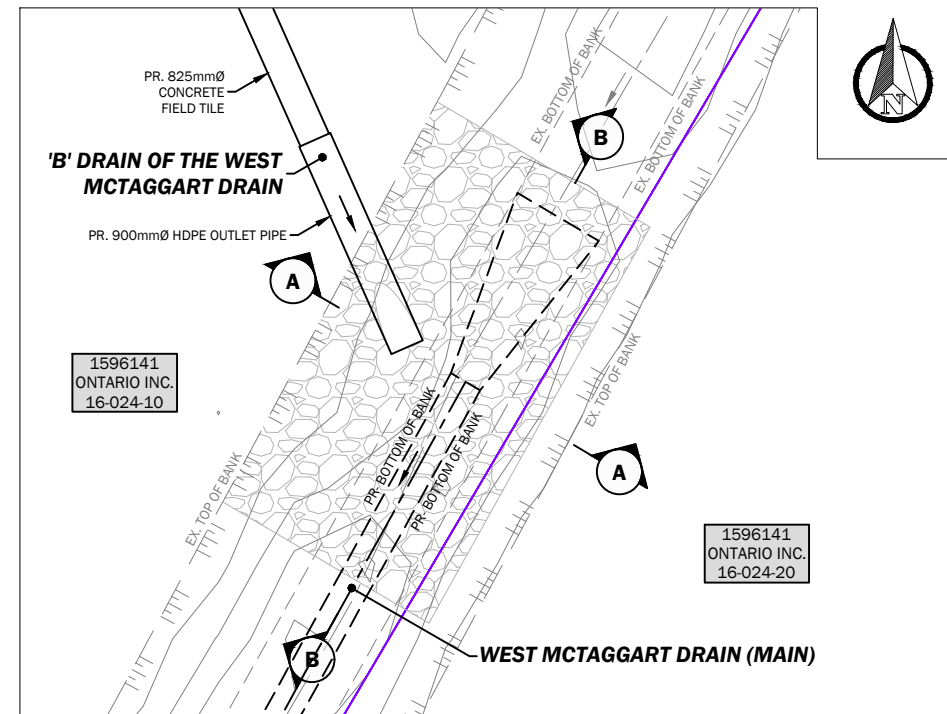 PR. 825mmØ
CONCRETE
FIELD TILE
'B' DRAIN OF THE WEST
MCTAGGART DRAIN
PR. 900mmØ HDPE OUTLET PIPE
EX. BOTTOM OF BANK
EX. BOTTOM OF BANK
B
N
A
1596141
ONTARIO INC.
16-024-10
EX. TOP OF BANK
PR- BOTTOM OF BANK
PR- BOTTOM OF BANK
EX. TOP OF BANK
A
1596141
ONTARIO INC.
16-024-20
B
WEST MCTAGGART DRAIN (MAIN)